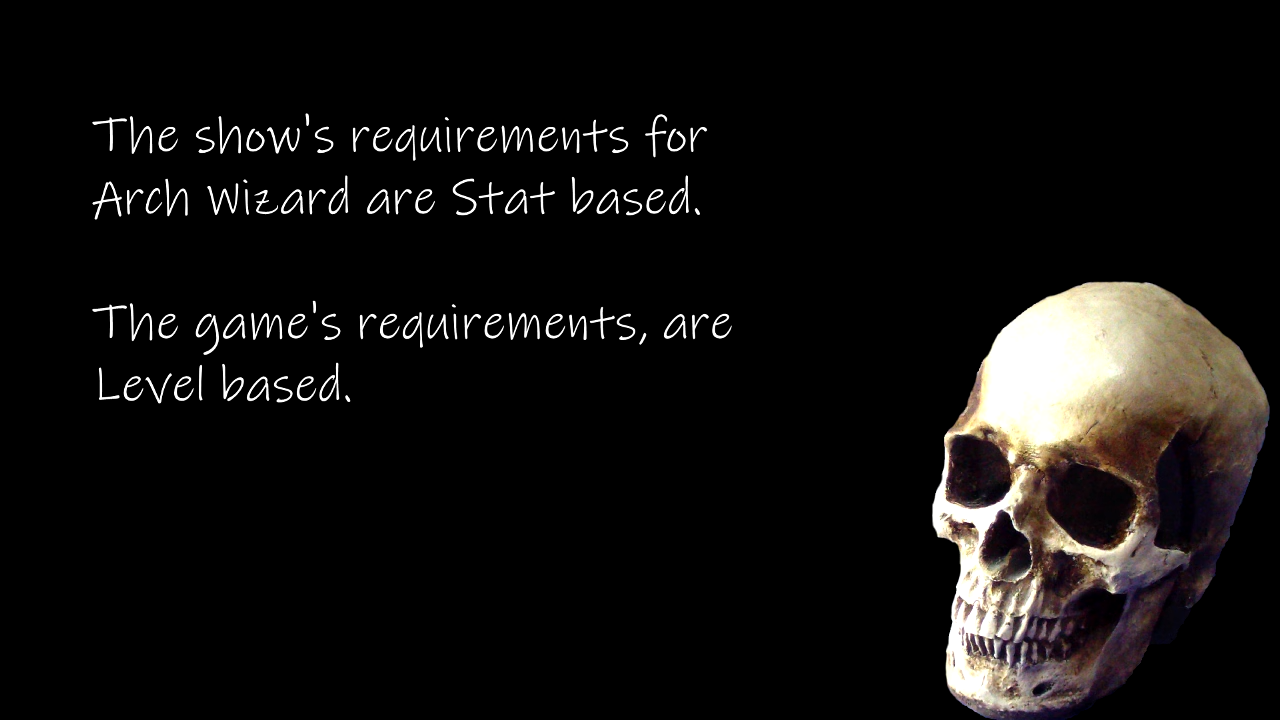 The show's requirements for
Arch Wizard are Stat based.
The game's requirements, are
Level based.